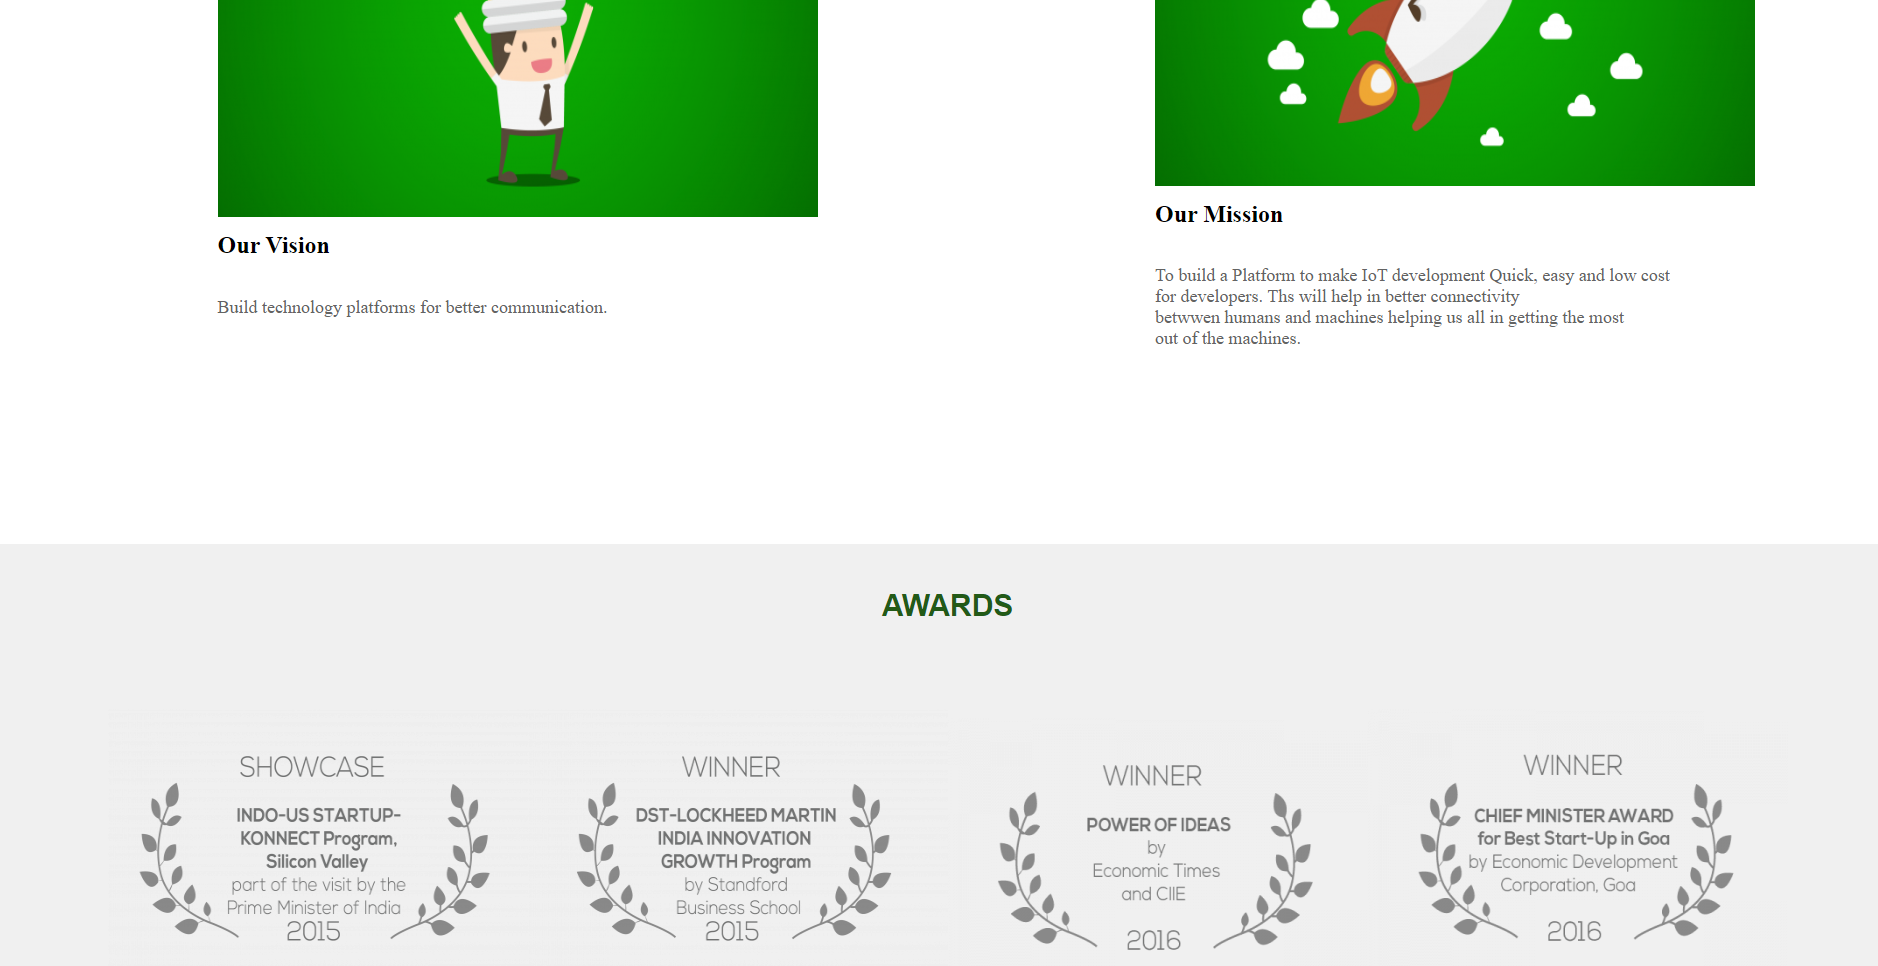 Our Vision
Build technology platforms for better communication.
Our Mission
To build a Platform to make IoT development Quick, easy and low cost
for developers. Ths will help in better connectivity
betwwen humans and machines helping us all in getting the most
out of the machines.
AWARDS
SHOWCASE
INDO-US STARTUP-
KONNECT Program,
Silicon Valley
part of the visit by the
Prime Minister of India
2015
WINNER
DST-LOCKHEED MARTIN
INDIA INNOVATION
GROWTH Program
by Standford
Business School
2015
WINNER
POWER OF IDEAS
by
Economic Times
and CIIE
2016
WINNER
CHIEF MINISTER AWARD
for Best Start-Up in Goa
by Economic Development
Corporation, Goa
2016